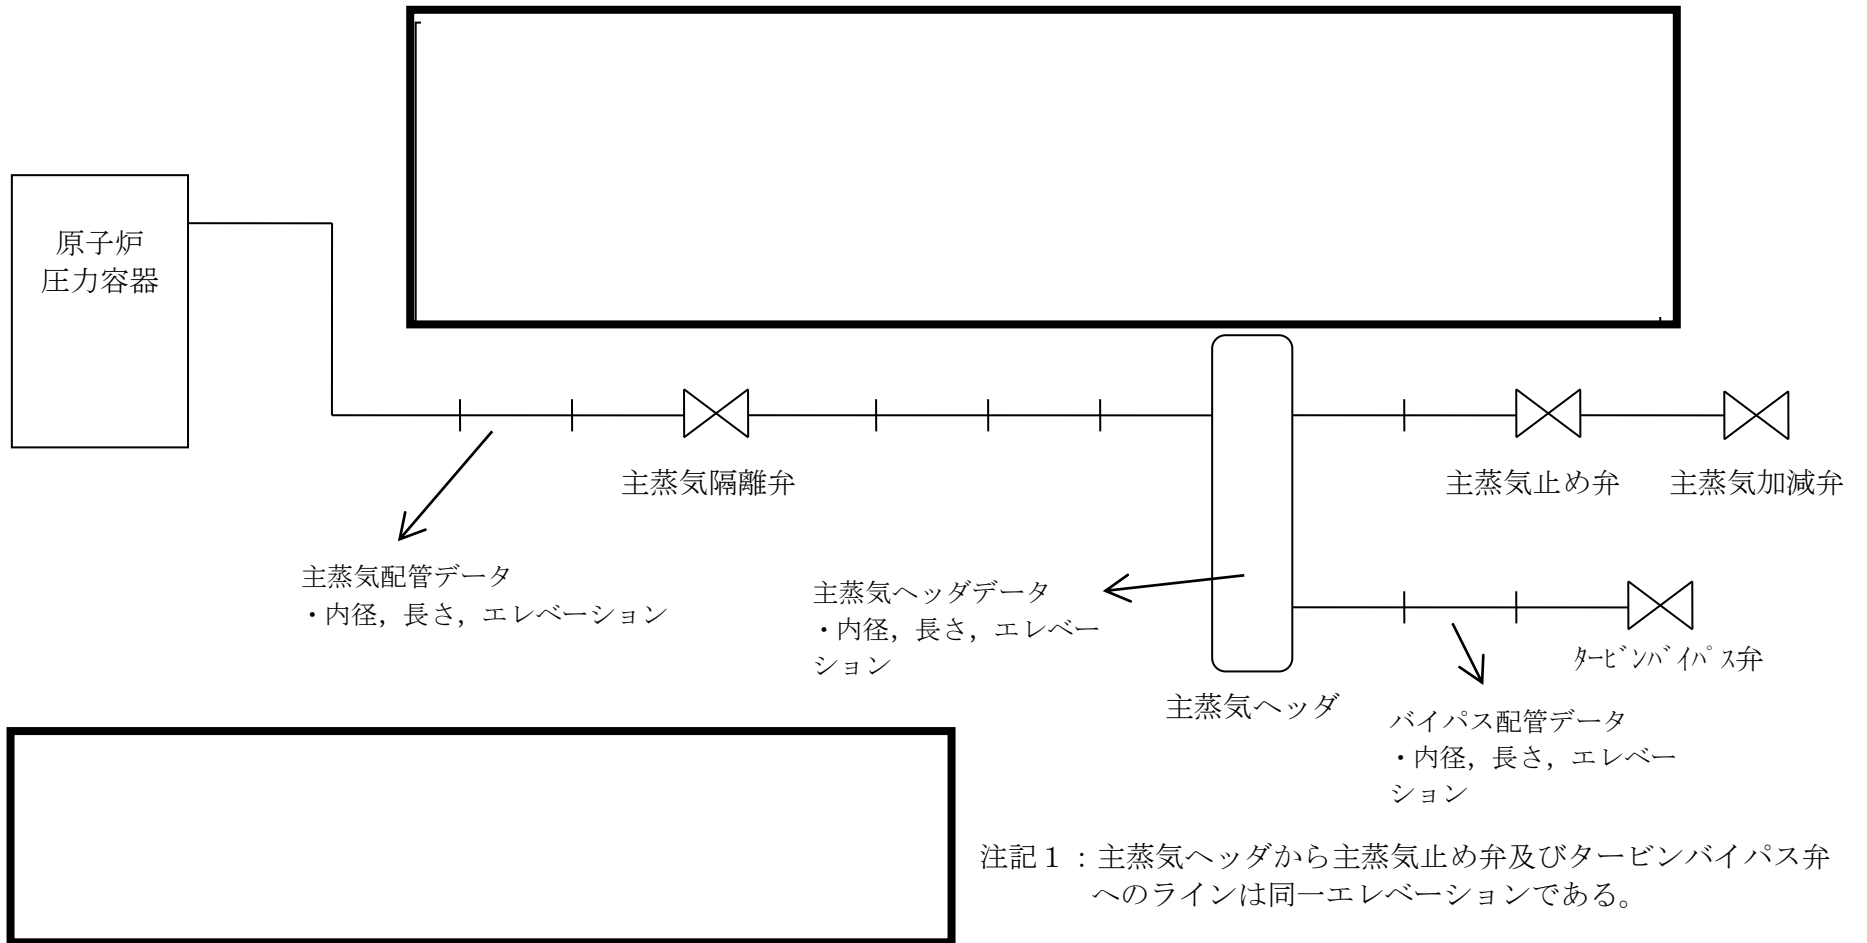 原子炉
圧力容器
主蒸気隔離弁
主蒸気止め弁
主蒸気加減弁
主蒸気配管データ
・内径，長さ，エレベーション
主蒸気ヘッダデータ
・内径，長さ，エレベー
ション
ﾀｰﾋﾞﾝﾊﾞｲﾊﾟｽ弁
主蒸気ヘッダ
バイパス配管データ
・内径，長さ，エレベー
ション
注記１：主蒸気ヘッダから主蒸気止め弁及びタービンバイパス弁
へのラインは同一エレベーションである。